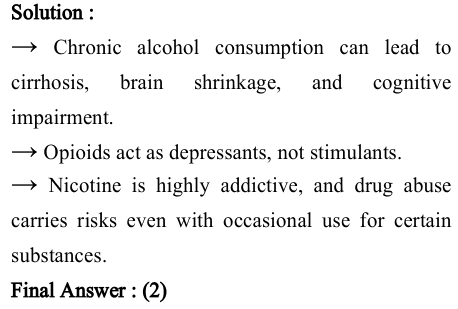 Solution :
→ Chronic alcohol consumption can lead to
cirrhosis, brain shrinkage, and cognitive
impairment.
→ Opioids act as depressants, not stimulants.
→ Nicotine is highly addictive, and drug abuse
carries risks even with occasional use for certain
substances.
Final Answer : (2)